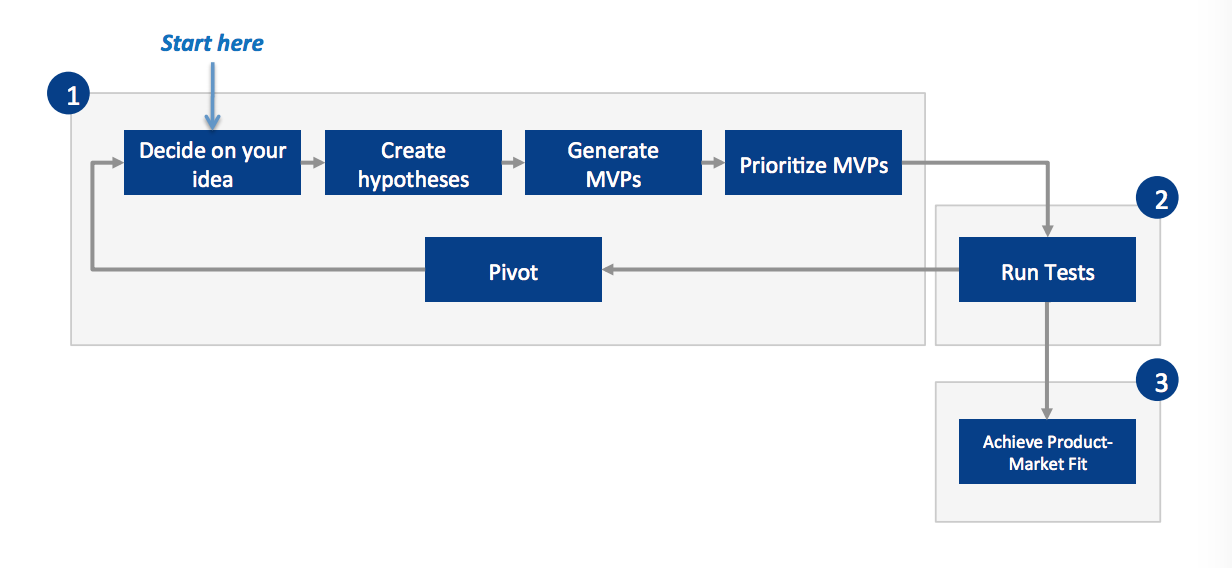 Start here
1
Decide on your
idea
Create
hypotheses
Generate
MVPs
Prioritize MVPs
2
Pivot
Run Tests
3
Achieve Product-
Market Fit